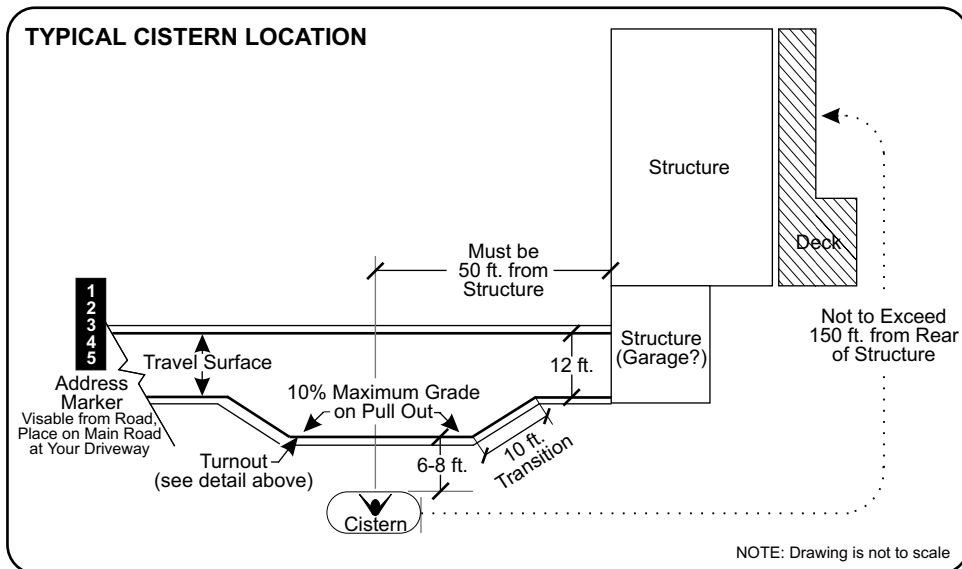 TYPICAL CISTERN LOCATION
Structure
Deck
Must be
50 ft. from
Structure
1
2
3
4
5
Address
Marker
Visable from Road,
Place on Main Road
at Your Driveway
Travel Surface
12 ft.
Structure
(Garage?)
Not to Exceed
150 ft. from Rear
of Structure
10% Maximum Grade
on Pull Out
Turnout
(see detail above)
6-8 ft.
10 ft.
Transition
Cistern
NOTE: Drawing is not to scale